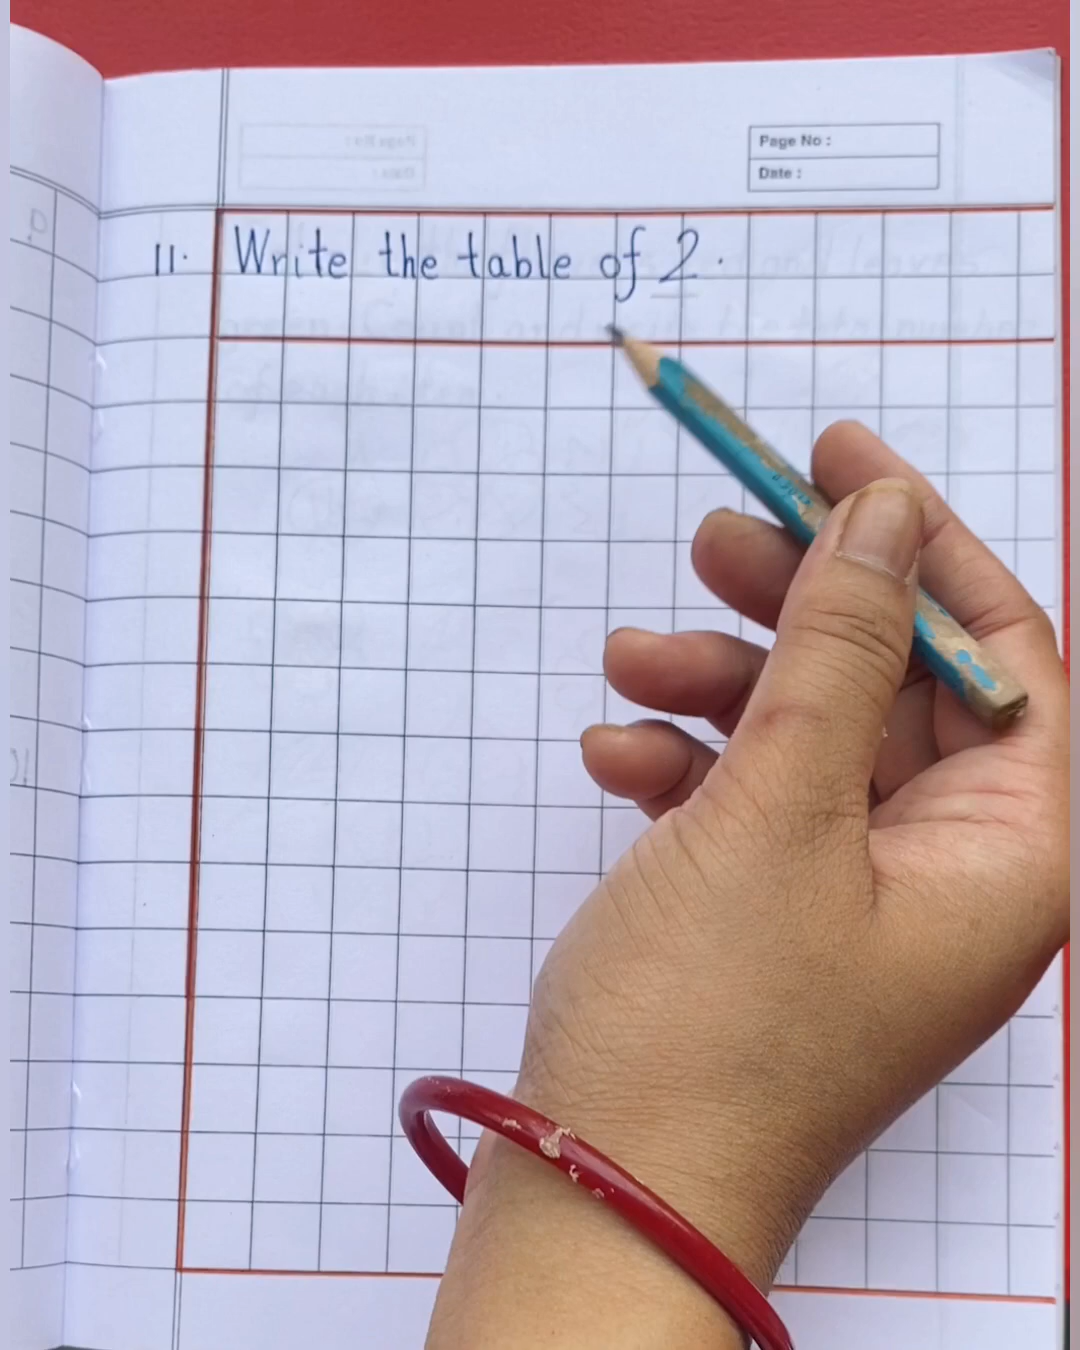 Page No :
Date :
11. Write the table of 2.